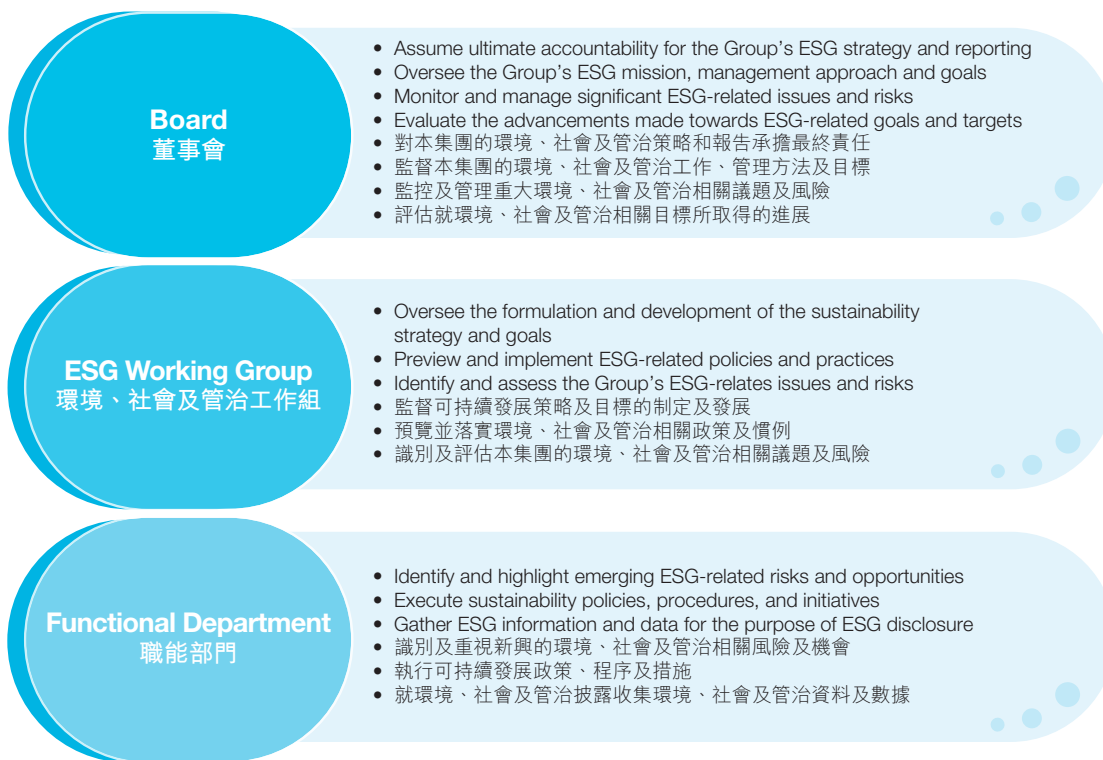 Board
董事會
• Assume ultimate accountability for the Group's ESG strategy and reporting
• Oversee the Group's ESG mission, management approach and goals
• Monitor and manage significant ESG-related issues and risks
• Evaluate the advancements made towards ESG-related goals and targets
• 對本集團的環境、社會及管治策略和報告承擔最終責任
• 監督本集團的環境、社會及管治工作、管理方法及目標
• 監控及管理重大環境、社會及管治相關議題及風險
• 評估就環境、社會及管治相關目標所取得的進展
ESG Working Group
環境、社會及管治工作組
• Oversee the formulation and development of the sustainability
strategy and goals
• Preview and implement ESG-related policies and practices
• Identify and assess the Group's ESG-relates issues and risks
• 監督可持續發展策略及目標的制定及發展
• 預覽並落實環境、社會及管治相關政策及慣例
• 識別及評估本集團的環境、社會及管治相關議題及風險
Functional Department
職能部門
• Identify and highlight emerging ESG-related risks and opportunities
• Execute sustainability policies, procedures, and initiatives
• Gather ESG information and data for the purpose of ESG disclosure
• 識別及重視新興的環境、社會及管治相關風險及機會
• 執行可持續發展政策、程序及措施
• 就環境、社會及管治披露收集環境、社會及管治資料及數據